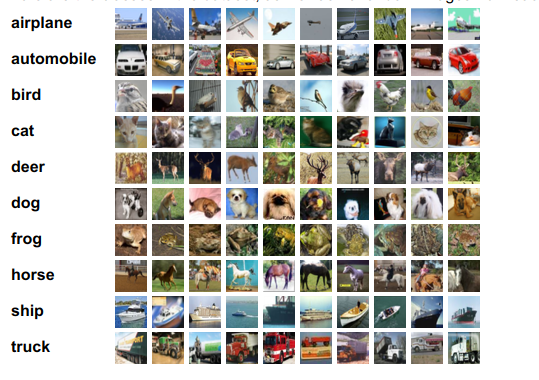 airplane
automobile
bird
cat
deer
dog
frog
horse
ship
truck